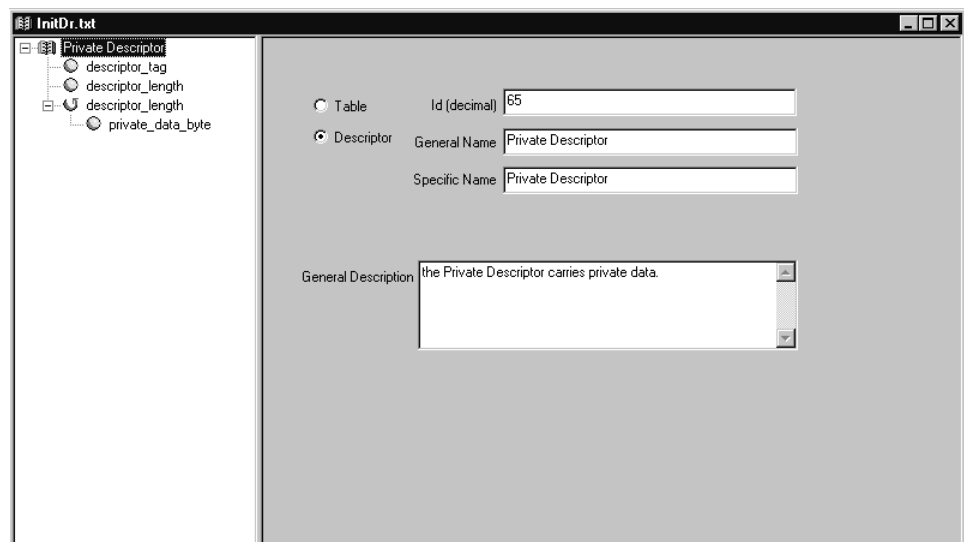 InitDr.txt
Private Descriptor
descriptor_tag
descriptor_length
descriptor_length
private_data_byte
Table
Id (decimal) 65
Descriptor
General Name Private Descriptor
Specific Name Private Descriptor
General Description the Private Descriptor carries private data.